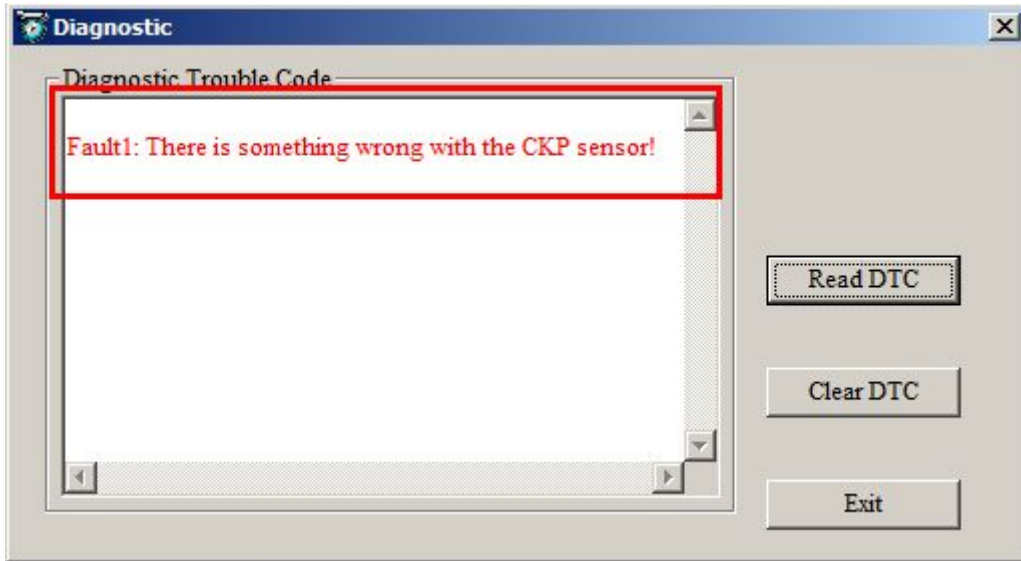 Diagnostic
Diagnostic Trouble Code
Fault1: There is something wrong with the CKP sensor!
Read DTC
Clear DTC
Exit